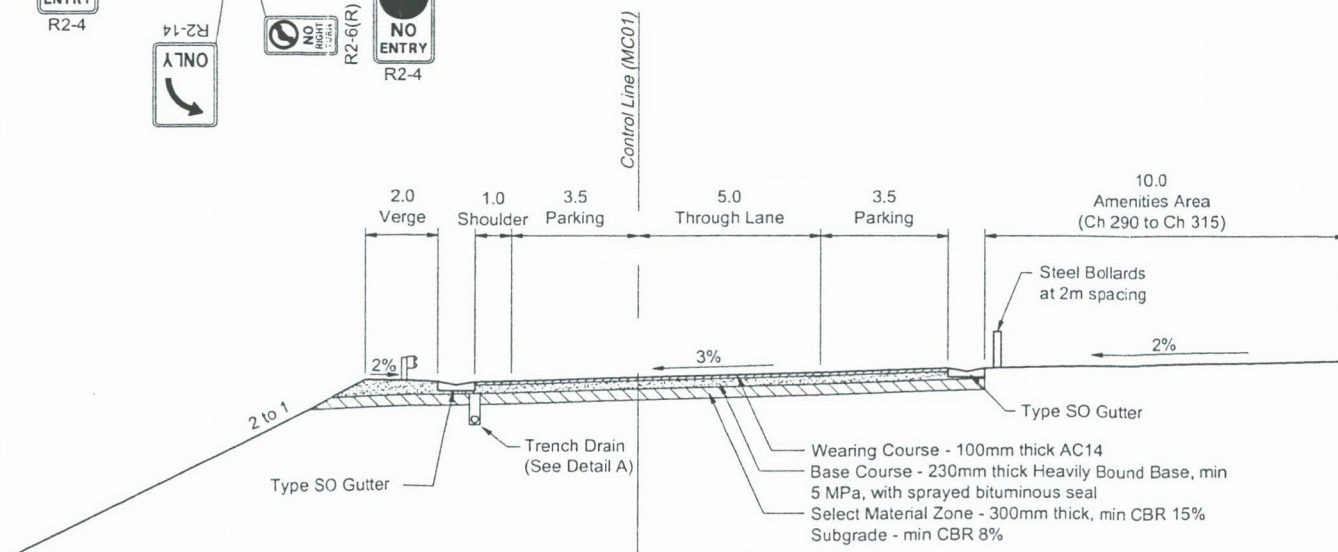 ENTRY
R2-4
R2-14
ONLY
NO
RIGHT
TURN
R2-6(R)
NO
ENTRY
R2-4
Control Line (MC01)
2.0
Verge
1.0
Shoulder
3.5
Parking
5.0
Through Lane
3.5
Parking
10.0
Amenities Area
(Ch 290 to Ch 315)
Steel Bollards
at 2m spacing
2%
3%
2%
2 to 1
Type SO Gutter
Trench Drain
(See Detail A)
Type SO Gutter
Wearing Course - 100mm thick AC14
Base Course - 230mm thick Heavily Bound Base, min
5 MPa, with sprayed bituminous seal
Select Material Zone - 300mm thick, min CBR 15%
Subgrade - min CBR 8%